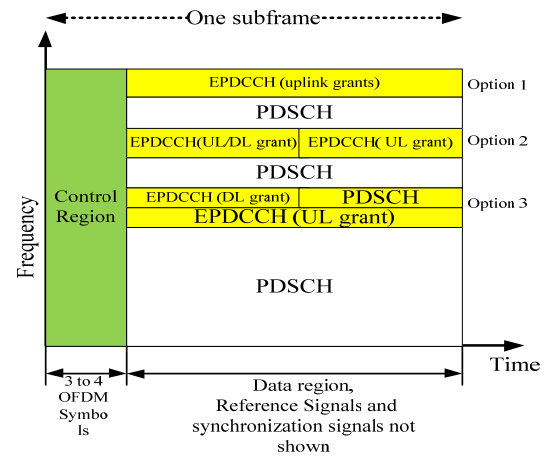 One subframe
EPDCCH (uplink grants)
Option 1
PDSCH
EPDCCH(UL/DL grant)
EPDCCH( UL grant)
Option 2
PDSCH
Control
Region
EPDCCH (DL grant)
PDSCH
Option 3
EPDCCH (UL grant)
Frequency
PDSCH
Time
3 to 4
OFDM
Symbo
ls
Data region,
Reference Signals and
synchronization signals not
shown